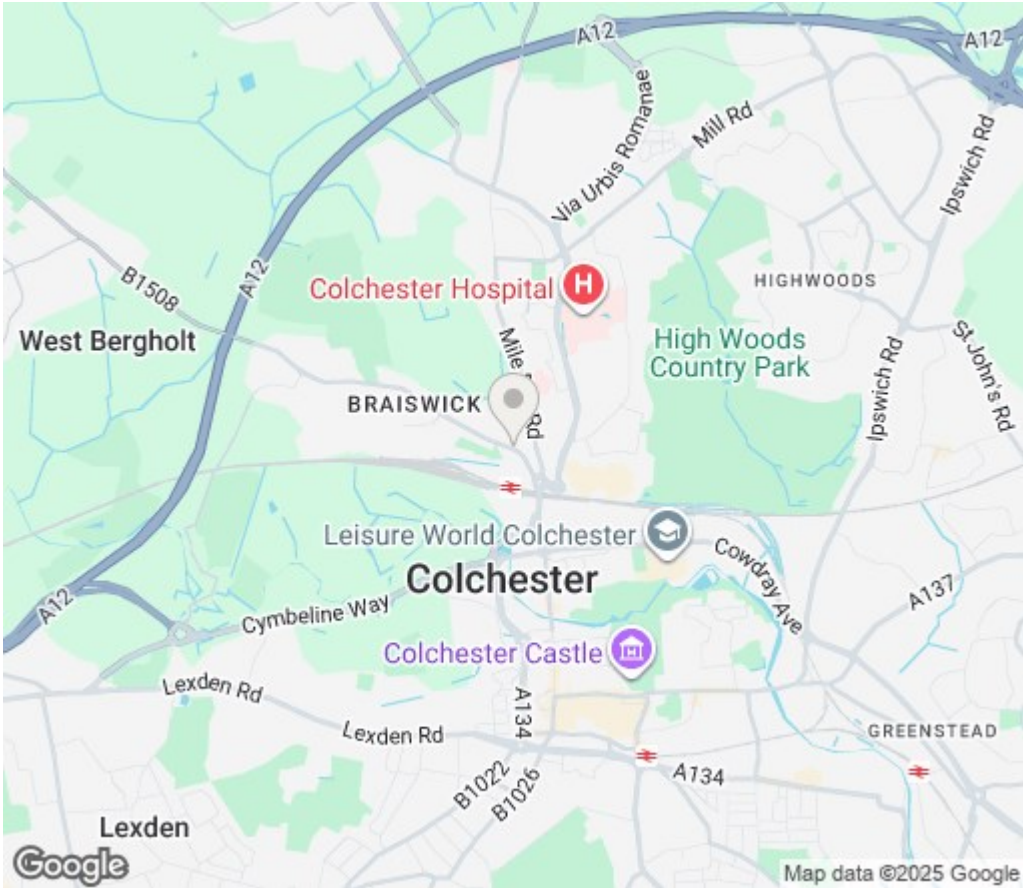 A12
A12
Mill Rd
Via Urbis Romanae
Ipswich Rd
A12
B1508
HIGHWOODS
Colchester Hospital
H
West Bergholt
Mile
Rd
High Woods
Country Park
St John's Rd
Ipswich Rd
BRAISWICK
Leisure World Colchester
Cowdray Ave
Colchester
A137
A12
Cymbeline Way
Colchester Castle
Lexden Rd
A134
Lexden Rd
GREENSTEAD
A134
B1022
B1026
Lexden
Google
Map data ©2025 Google